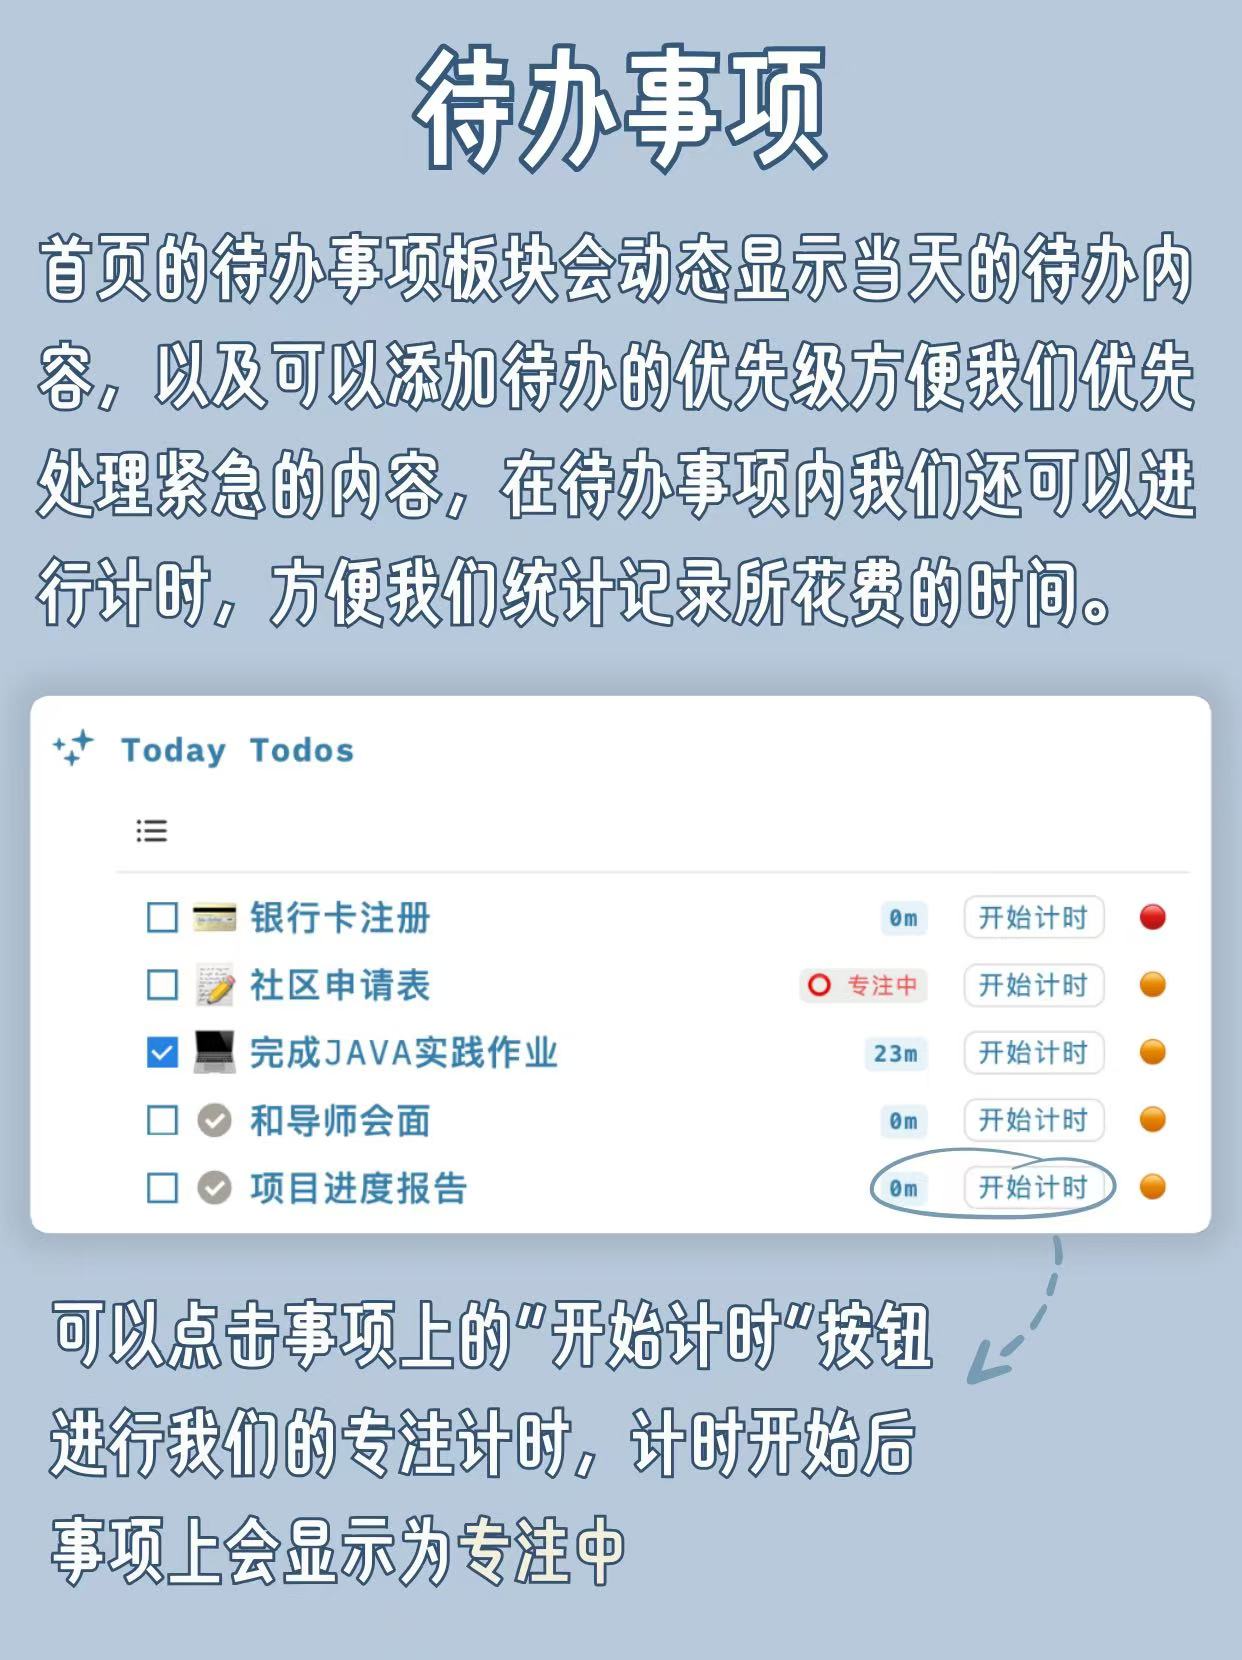 待办事项
首页的待办事项板块会动态显示当天的待办内
容，以及可以添加待办的优先级方便我们优先
处理紧急的内容，在待办事项内我们还可以进
行计时，方便我们统计记录所花费的时间。
Today Todos
银行卡注册 0m 开始计时
社区申请表 专注中 开始计时
完成JAVA实践作业 23m 开始计时
和导师会面 0m 开始计时
项目进度报告 0m 开始计时
可以点击事项上的"开始计时"按钮
进行我们的专注计时，计时开始后
事项上会显示为专注中